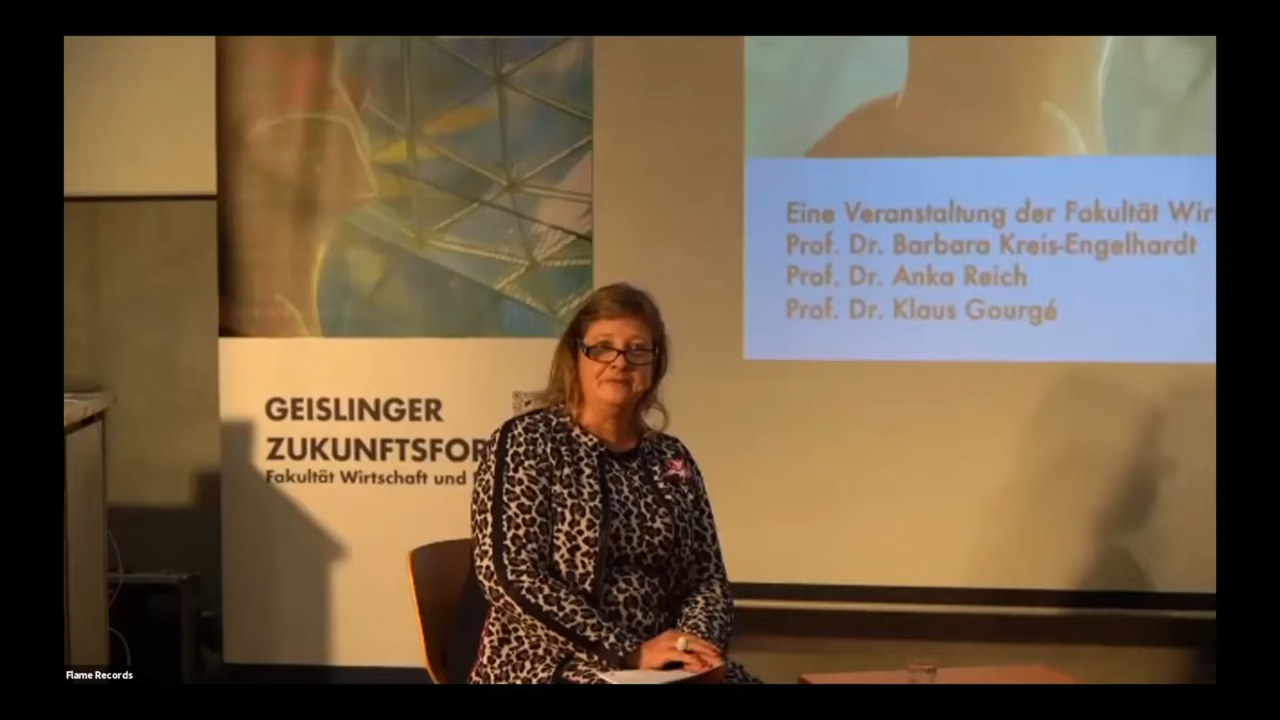 GEISLINGER
ZUKUNFTSFOR
Fakultät Wirtschaft und
Eine Veranstaltung der Fakultät Wir
Prof. Dr. Barbara Kreis-Engelhardt
Prof. Dr. Anka Reich
Prof. Dr. Klaus Gourgé
Flame Records